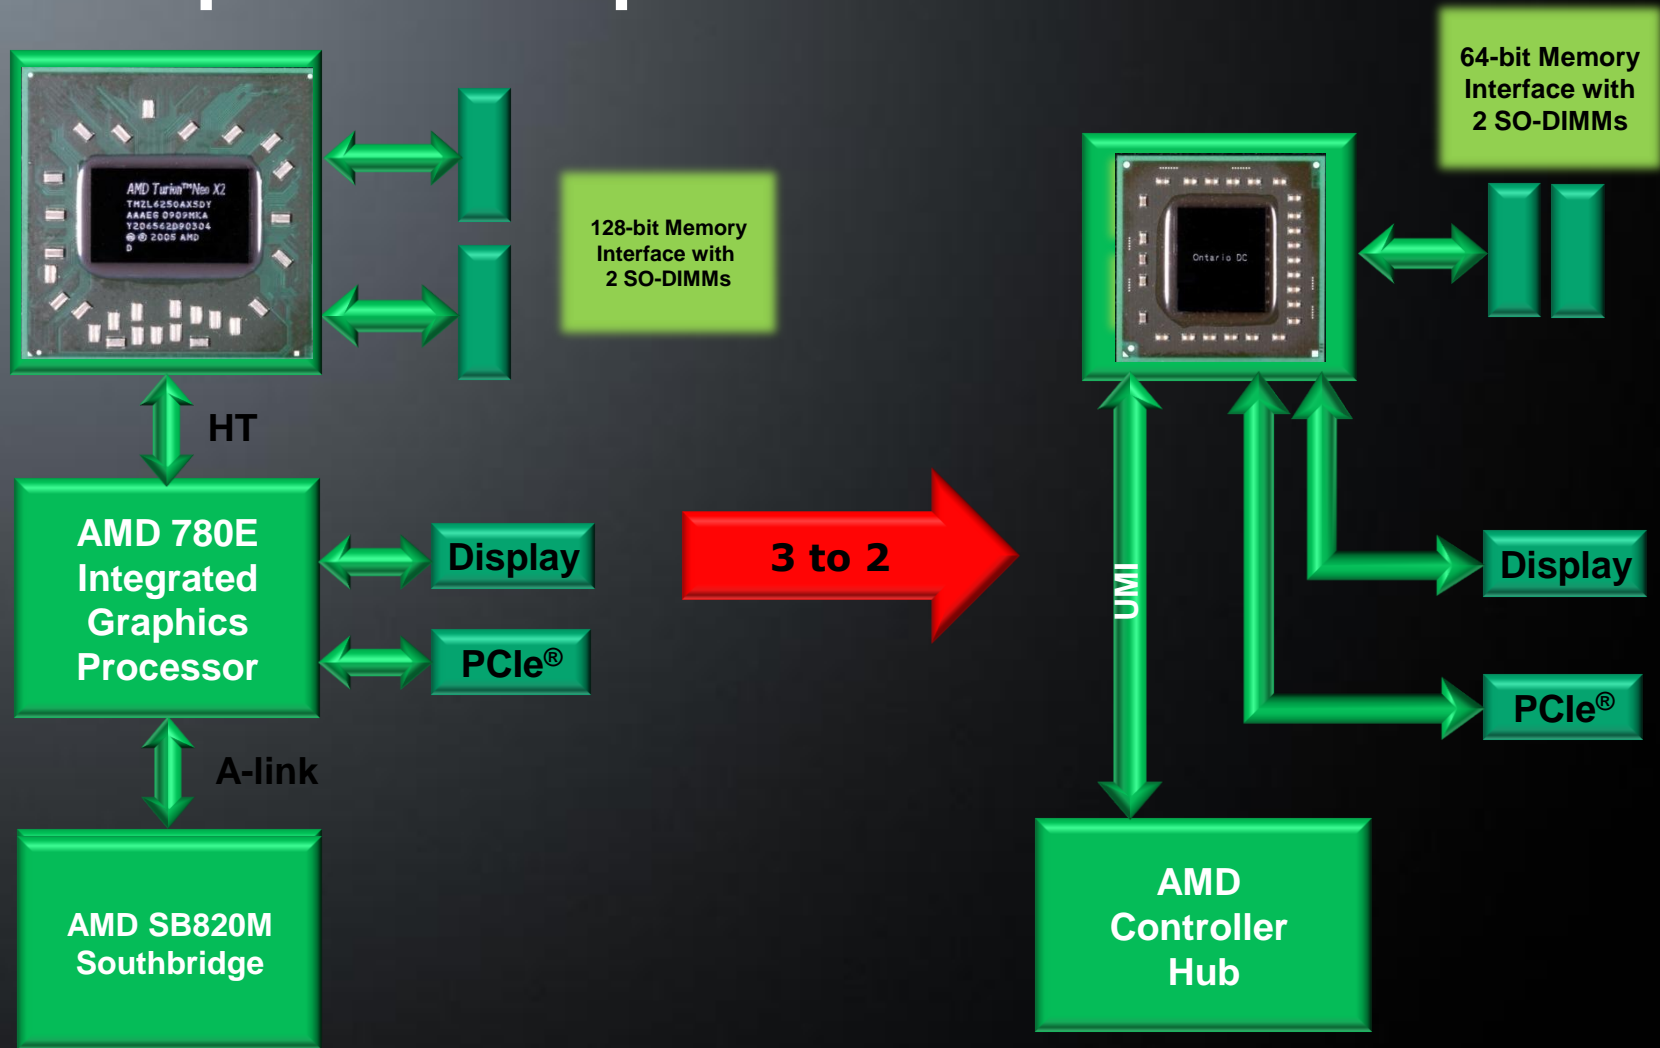 AMD Turion™Neo X2
TMZL6250AX5DY
AAAEG 0909MKA
Y206562D90304
Ⓜ © 2005 AMD
D
128-bit Memory
Interface with
2 SO-DIMMs
HT
AMD 780E
Integrated
Graphics
Processor
Display
PCIe®
A-link
AMD SB820M
Southbridge
3 to 2
64-bit Memory
Interface with
2 SO-DIMMs
Ontario DC
UMI
Display
PCIe®
AMD
Controller
Hub